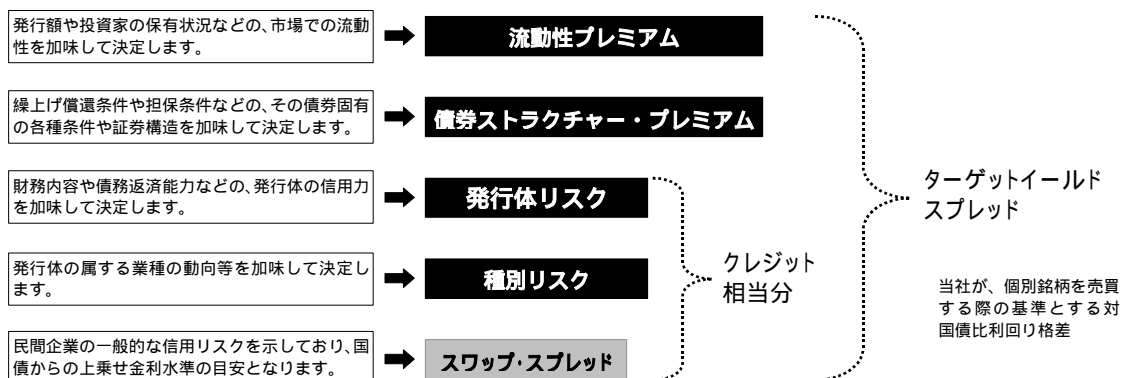 発行額や投資家の保有状況などの、市場での流動
性を加味して決定します。
流動性プレミアム
繰上げ償還条件や担保条件などの、その債券固有
の各種条件や証券構造を加味して決定します。
債券ストラクチャー・プレミアム
財務内容や債務返済能力などの、発行体の信用力
を加味して決定します。
発行体リスク
発行体の属する業種の動向等を加味して決定し
ます。
種別リスク
民間企業の一般的な信用リスクを示しており、国
債からの上乗せ金利水準の目安となります。
スワップ・スプレッド
クレジット
相当分
ターゲットイールド
スプレッド
当社が、個別銘柄を売買
する際の基準とする対
国債比利回り格差